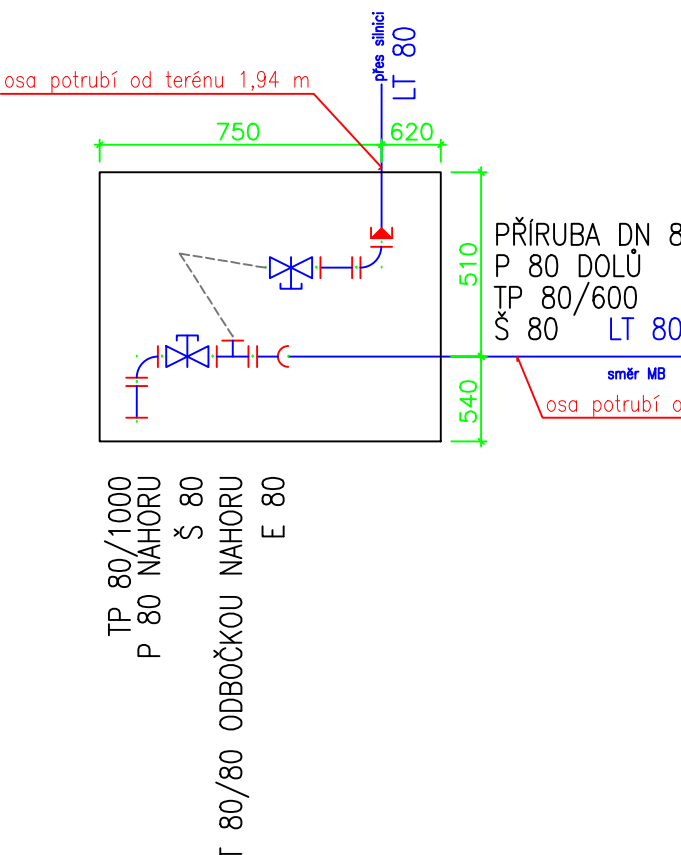 přes silnici
LT 80
osa potrubí od terénu 1,94 m
750
620
510
540
PŘÍRUBA DN 8
P 80 DOLŮ
TP 80/600
Š 80
LT 80
směr MB
osa potrubí o
TP 80/1000
P 80 NAHORU
Š 80
T 80/80 ODBOČKOU NAHORU
E 80